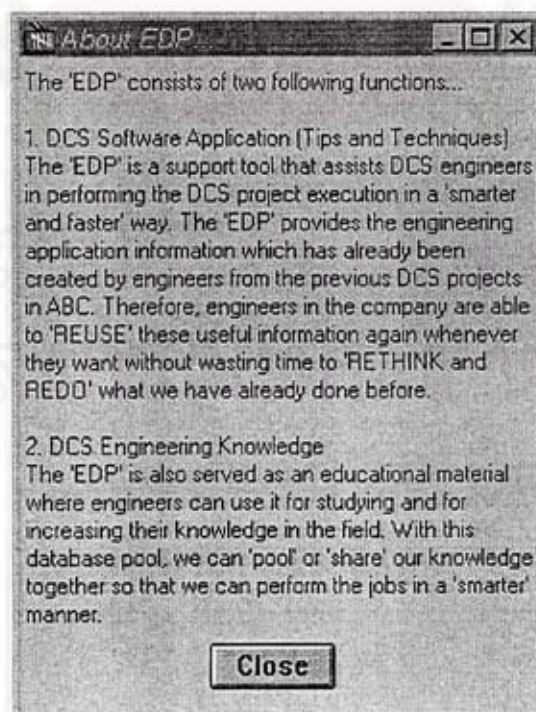 About EDP...
The 'EDP' consists of two following functions...
1. DCS Software Application (Tips and Techniques)
The 'EDP' is a support tool that assists DCS engineers
in performing the DCS project execution in a 'smarter
and faster' way. The 'EDP' provides the engineering
application information which has already been
created by engineers from the previous DCS projects
in ABC. Therefore, engineers in the company are able
to 'REUSE' these useful information again whenever
they want without wasting time to 'RETHINK and
REDO' what we have already done before.
2. DCS Engineering Knowledge
The 'EDP' is also served as an educational material
where engineers can use it for studying and for
increasing their knowledge in the field. With this
database pool, we can 'pool' or 'share' our knowledge
together so that we can perform the jobs in a 'smarter'
manner.
Close